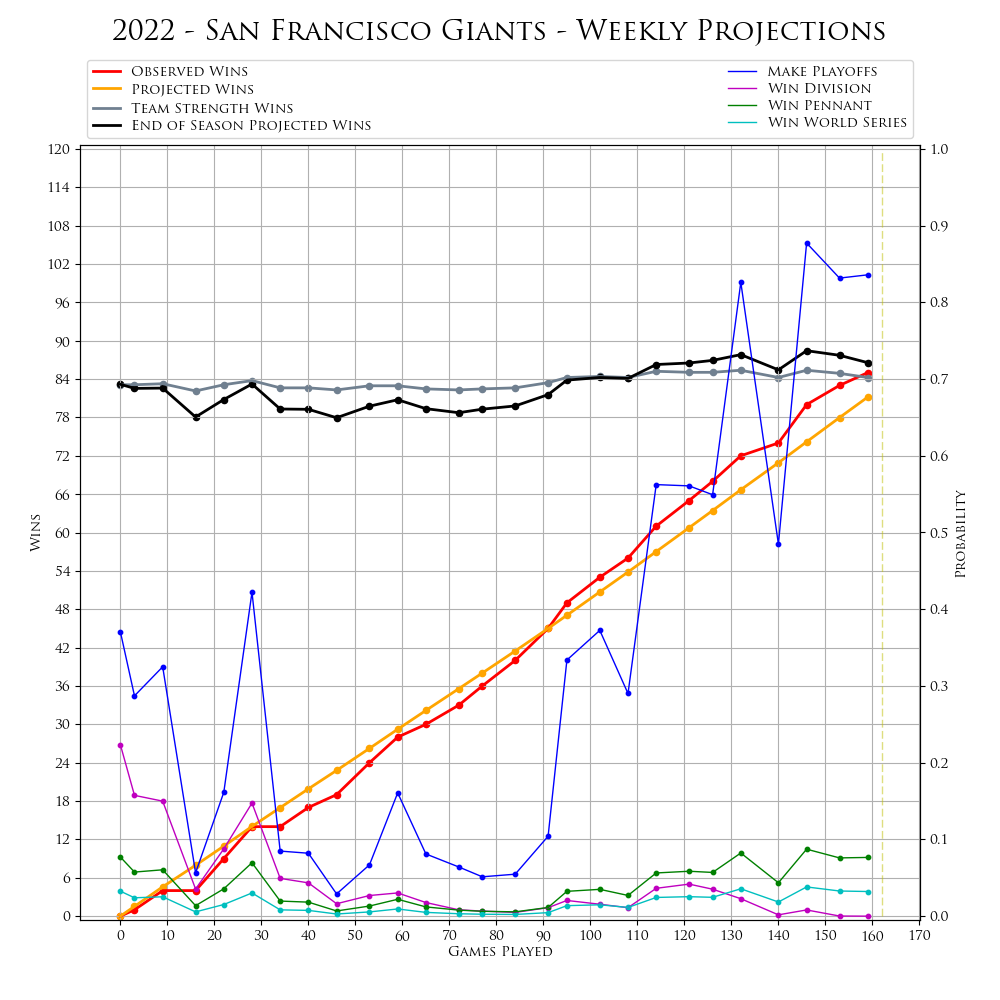 2022 - San Francisco Giants - Weekly Projections
Observed Wins
Projected Wins
Team Strength Wins
End of Season Projected Wins
Make Playoffs
Win Division
Win Pennant
Win World Series
120
114
108
102
96
90
84
78
72
66
60
54
48
42
36
30
24
18
12
6
0
Wins
1.0
0.9
0.8
0.7
0.6
0.5
0.4
0.3
0.2
0.1
0.0
Probability
0 10 20 30 40 50 60 70 80 90 100 110 120 130 140 150 160 170
Games Played